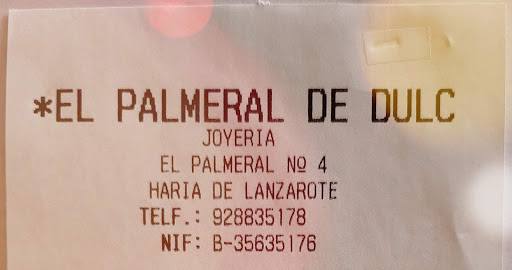 *EL PALMERAL DE DULC
JOYERIA
EL PALMERAL Nº 4
HARIA DE LANZAROTE
TELF.: 928835178
NIF: B-35635176